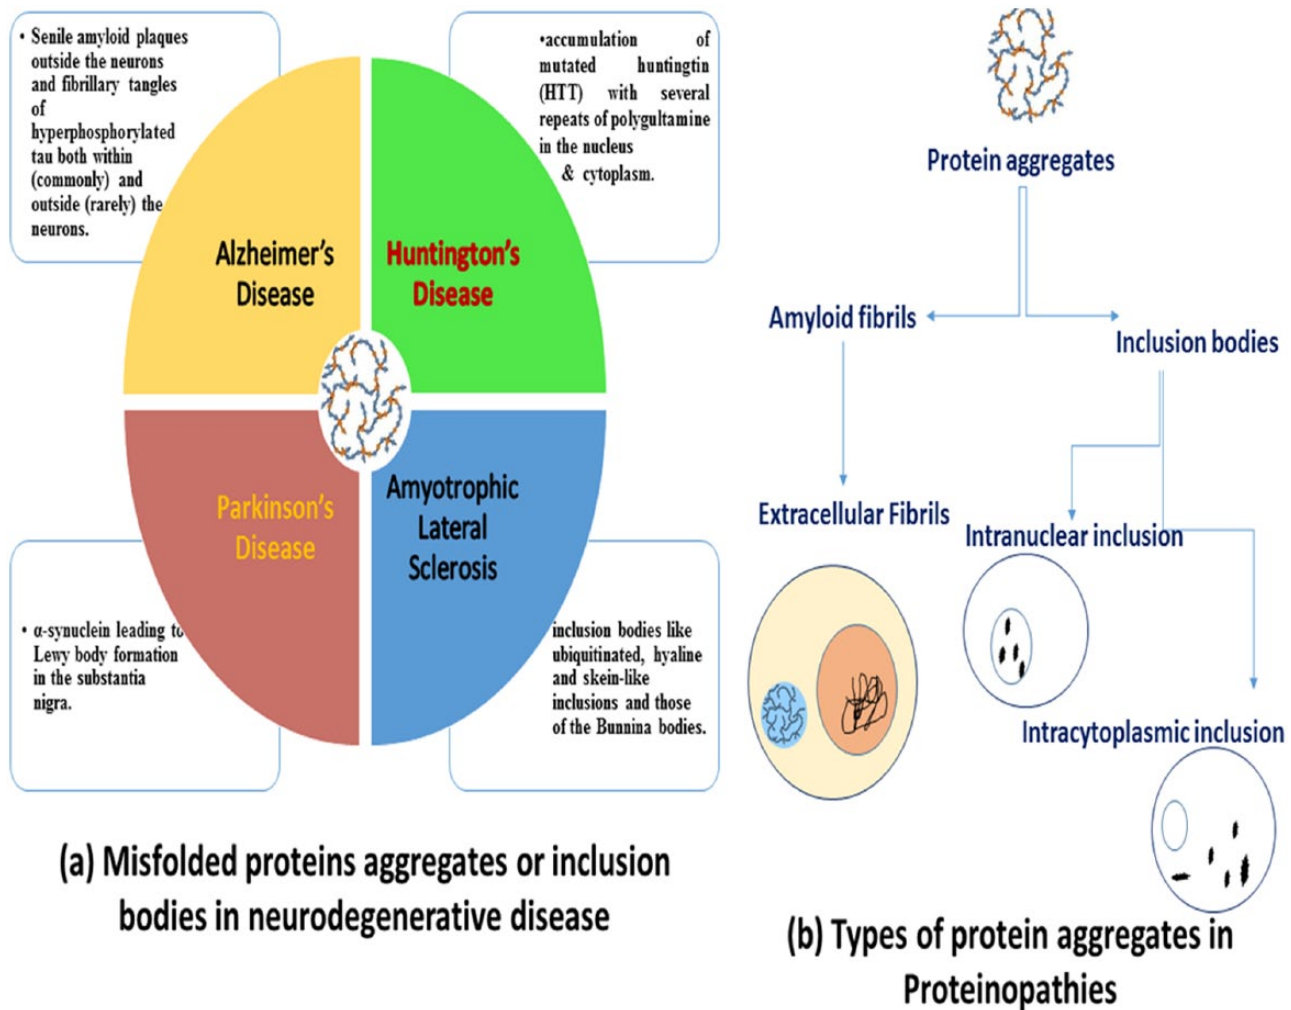 • Senile amyloid plaques
outside the neurons
and fibrillary tangles
of
hyperphosphorylated
tau both within
(commonly) and
outside (rarely) the
neurons.
•accumulation of
mutated huntingtin
(HTT) with several
repeats of polygultamine
in the nucleus
& cytoplasm.
Alzheimer's
Disease
Huntington's
Disease
Parkinson's
Disease
Amyotrophic
Lateral
Sclerosis
• α-synuclein leading to
Lewy body formation
in the substantia
nigra.
inclusion bodies like
ubiquitinated, hyaline
and skein-like
inclusions and those
of the Bunnina bodies.
(a) Misfolded proteins aggregates or inclusion
bodies in neurodegenerative disease
Protein aggregates
Amyloid fibrils
Inclusion bodies
Extracellular Fibrils
Intranuclear inclusion
Intracytoplasmic inclusion
(b) Types of protein aggregates in
Proteinopathies